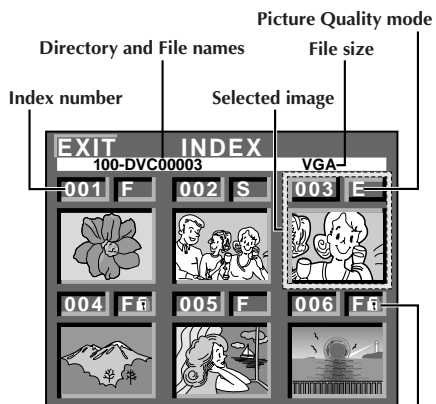 Picture Quality mode
Directory and File names
File size
Index number
Selected image
EXIT INDEX
100-DVC00003 VGA
001 F 002 S 003 E
004 F 005 F 006 F